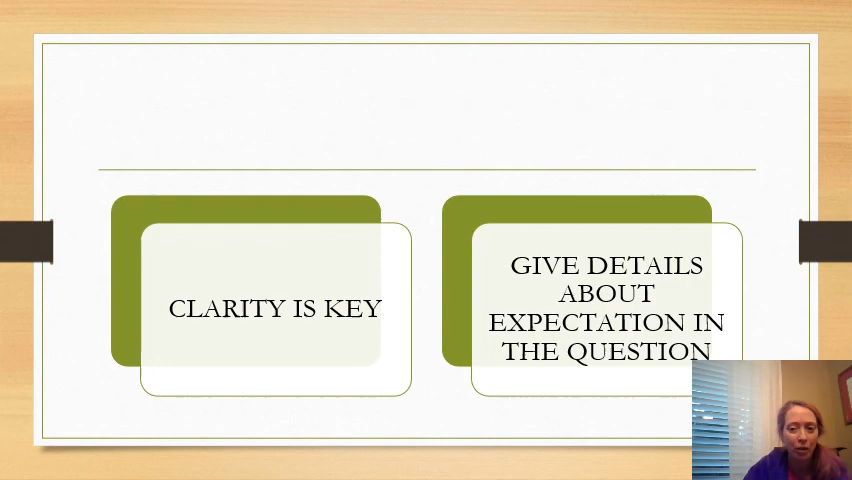 CLARITY IS KEY
GIVE DETAILS
ABOUT
EXPECTATION IN
THE QUESTION